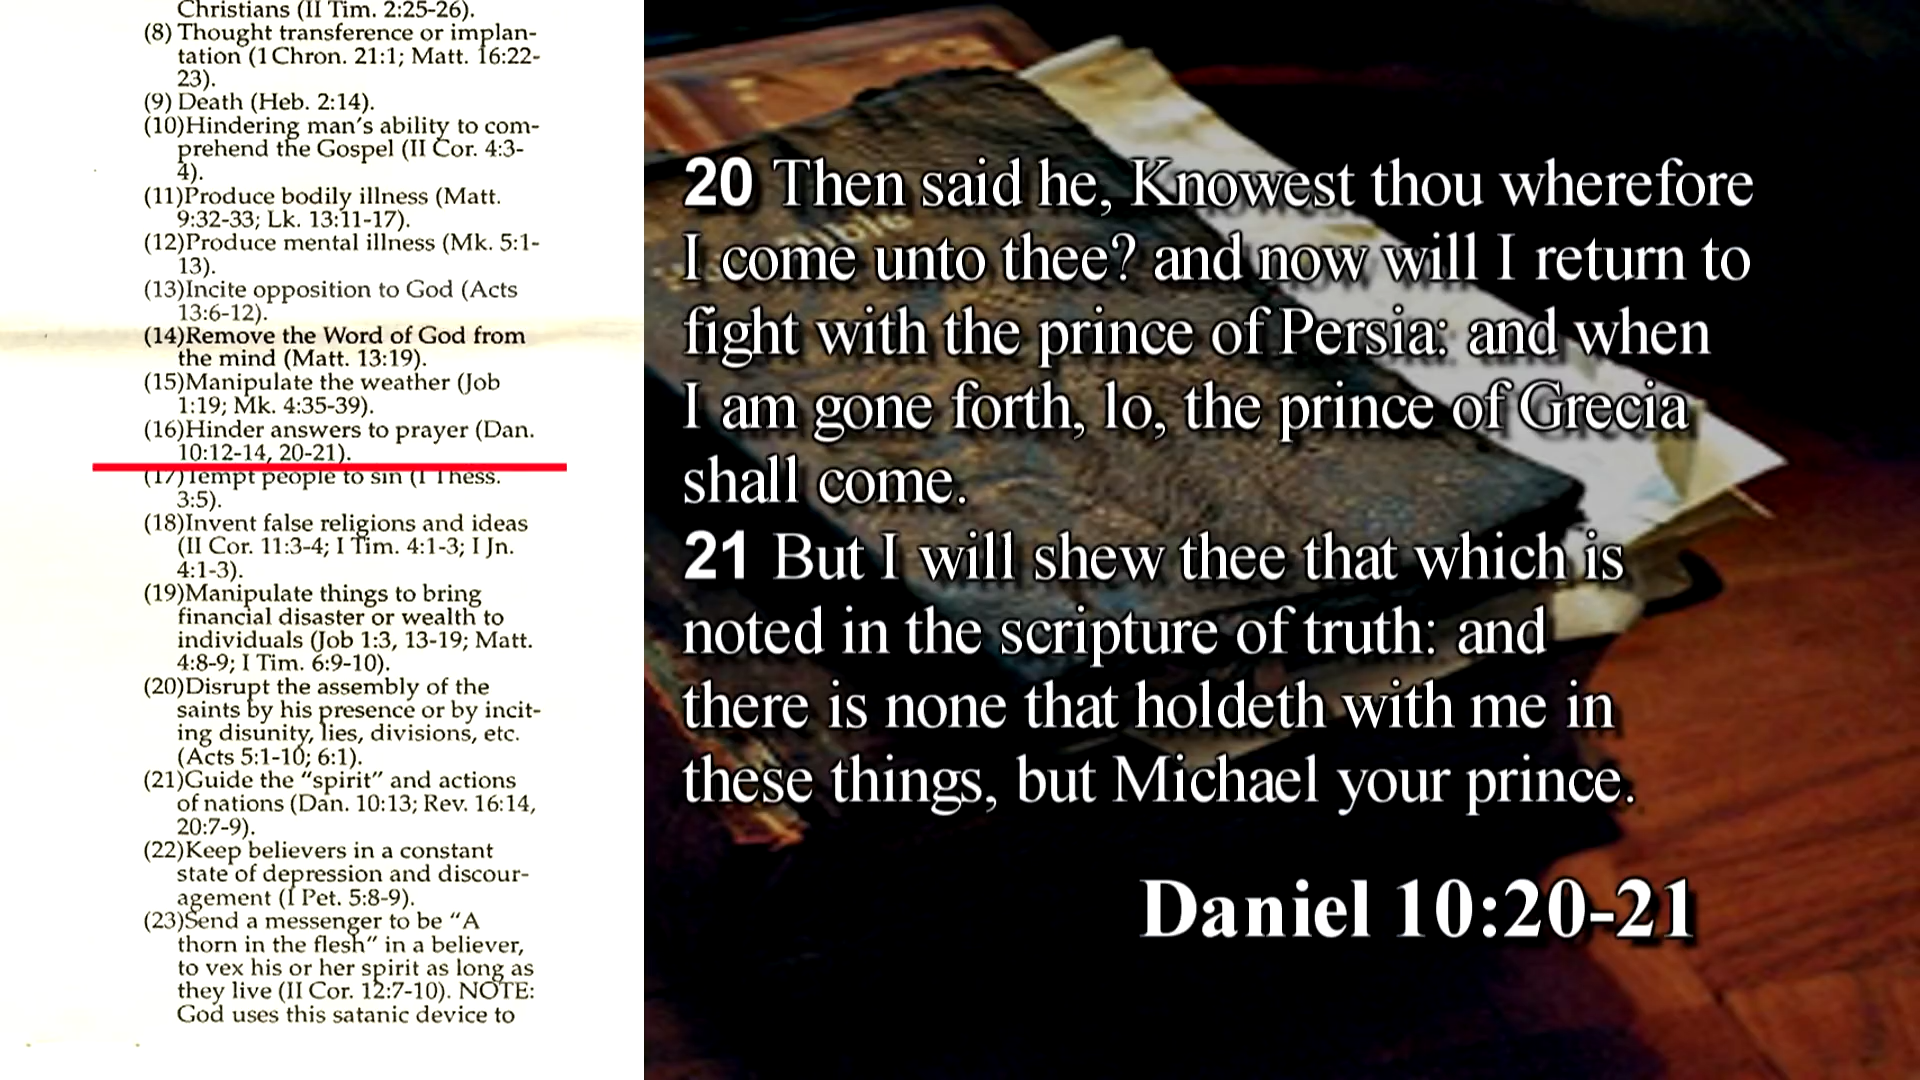 Christians (II Tim. 2:25-26).
(8) Thought transference or implan-
tation (1 Chron. 21:1; Matt. 16:22-
23).
(9) Death (Heb. 2:14).
(10)Hindering man's ability to com-
prehend the Gospel (II Cor. 4:3-
4).
(11)Produce bodily illness (Matt.
9:32-33; Lk. 13:11-17).
(12)Produce mental illness (Mk. 5:1-
13).
(13)Incite opposition to God (Acts
13:6-12).
(14)Remove the Word of God from
the mind (Matt. 13:19).
(15)Manipulate the weather (Job
1:19; Mk. 4:35-39).
(16)Hinder answers to prayer (Dan.
10:12-14, 20-21).
(17)Tempt people to sin (I Thess.
3:5).
(18)Invent false religions and ideas
(II Cor. 11:3-4; I Tim. 4:1-3; I Jn.
4:1-3).
(19)Manipulate things to bring
financial disaster or wealth to
individuals (Job 1:3, 13-19; Matt.
4:8-9; I Tim. 6:9-10).
(20)Disrupt the assembly of the
saints by his presence or by incit-
ing disunity, lies, divisions, etc.
(Acts 5:1-10; 6:1).
(21)Guide the "spirit" and actions
of nations (Dan. 10:13; Rev. 16:14,
20:7-9).
(22)Keep believers in a constant
state of depression and discour-
agement (I Pet. 5:8-9).
(23)Send a messenger to be "A
thorn in the flesh" in a believer,
to vex his or her spirit as long as
they live (II Cor. 12:7-10). NOTE:
God uses this satanic device to
20 Then said he, Knowest thou wherefore
I come unto thee? and now will I return to
fight with the prince of Persia: and when
I am gone forth, lo, the prince of Grecia
shall come.
21 But I will shew thee that which is
noted in the scripture of truth: and
there is none that holdeth with me in
these things, but Michael your prince.
Daniel 10:20-21